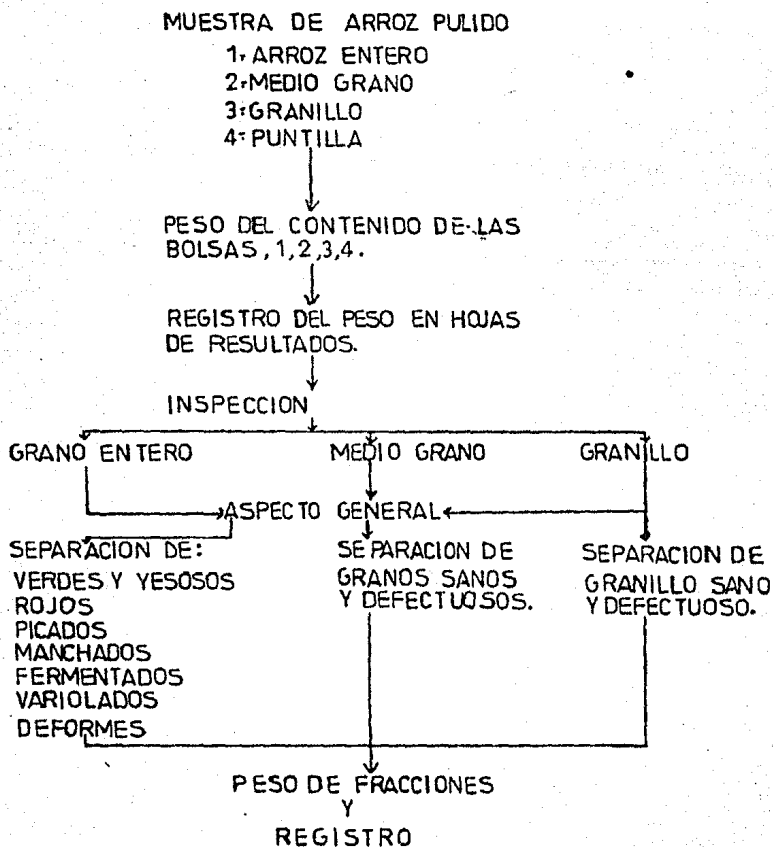 MUESTRA DE ARROZ PULIDO
1- ARROZ ENTERO
2- MEDIO GRANO
3- GRANILLO
4- PUNTILLA
PESO DEL CONTENIDO DE LAS
BOLSAS, 1,2,3,4.
REGISTRO DEL PESO EN HOJAS
DE RESULTADOS.
INSPECCION
GRANO ENTERO MEDIO GRANO GRANILLO
ASPECTO GENERAL
SEPARACION DE:
VERDES Y YESOSOS
ROJOS
PICADOS
MANCHADOS
FERMENTADOS
VARIOLADOS
DEFORMES
SEPARACION DE
GRANOS SANOS
Y DEFECTUOSOS.
SEPARACION DE
GRANILLO SANO
Y DEFECTUOSO.
PESO DE FRACCIONES
Y
REGISTRO